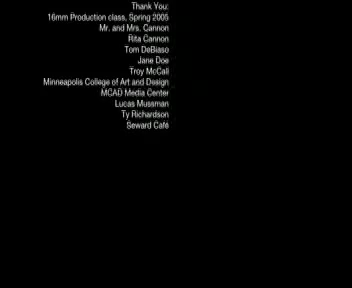 Thank You:
16mm Production class, Spring 2005
Mr. and Mrs. Cannon
Rita Cannon
Tom DeBiaso
Jane Doe
Troy McCall
Minneapolis College of Art and Design
MCAD Media Center
Lucas Mussman
Ty Richardson
Seward Café